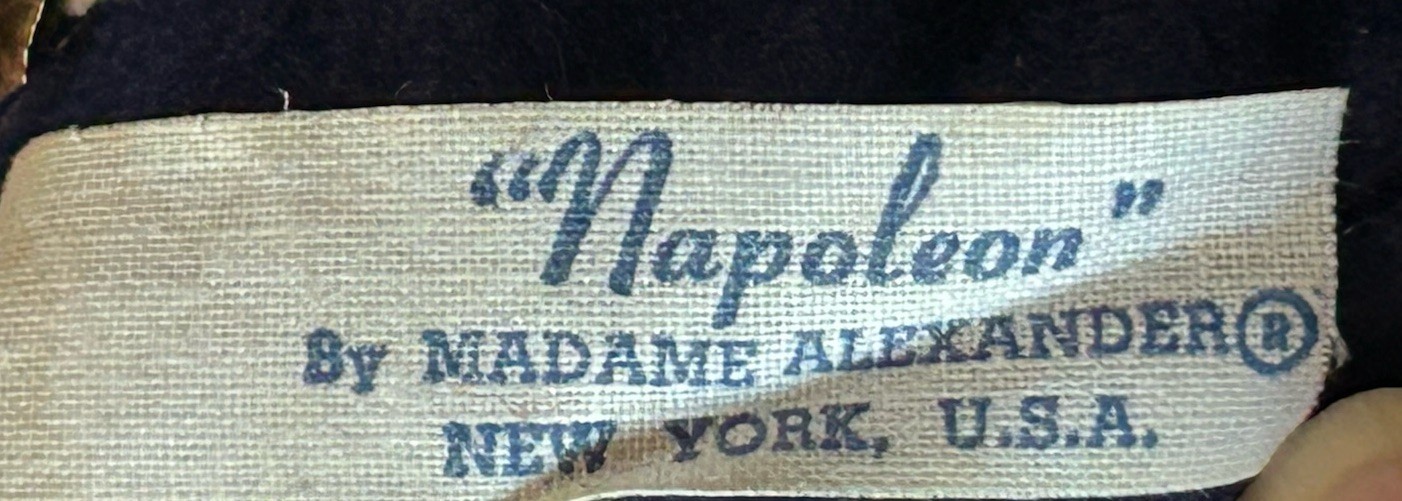 “Napoleon”
By MADAME ALEXANDER®
NEW YORK, U.S.A.